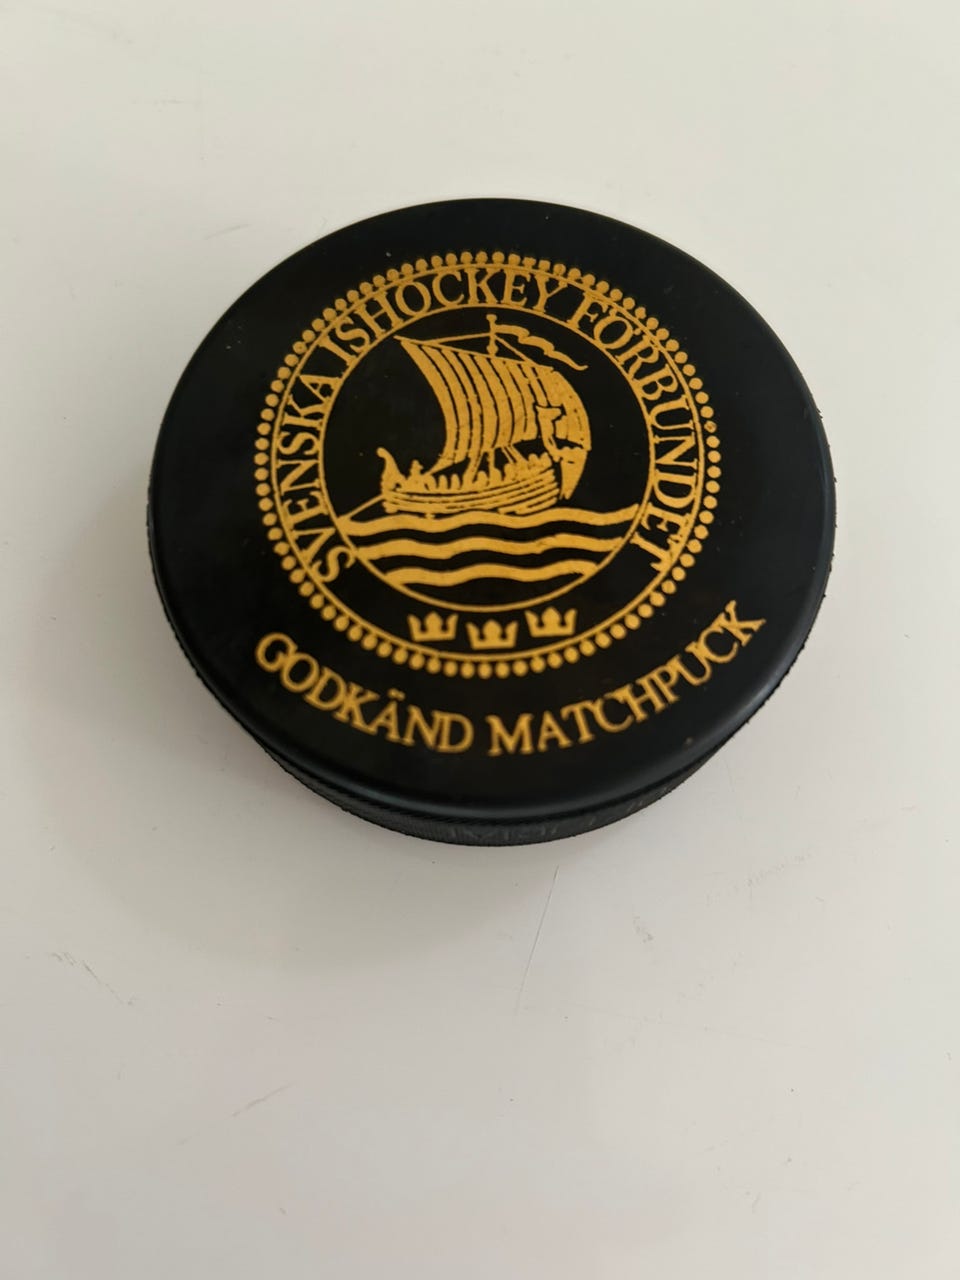 SVENSKA ISHOCKEY FÖRBUNDET
GODKÄND MATCHPUCK